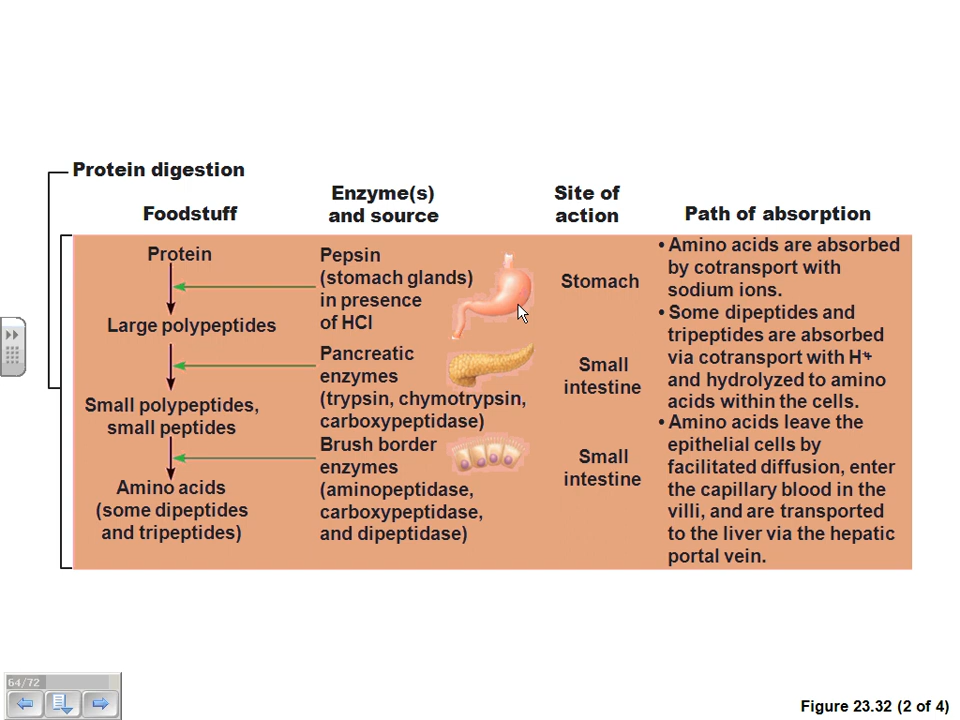 Protein digestion
Foodstuff
Enzyme(s)
and source
Site of
action
Path of absorption
Protein
Large polypeptides
Small polypeptides,
small peptides
Amino acids
(some dipeptides
and tripeptides)
Pepsin
(stomach glands)
in presence
of HCl
Pancreatic
enzymes
(trypsin, chymotrypsin,
carboxypeptidase)
Brush border
enzymes
(aminopeptidase,
carboxypeptidase,
and dipeptidase)
Stomach
Small
intestine
Small
intestine
• Amino acids are absorbed
by cotransport with
sodium ions.
• Some dipeptides and
tripeptides are absorbed
via cotransport with H+
and hydrolyzed to amino
acids within the cells.
• Amino acids leave the
epithelial cells by
facilitated diffusion, enter
the capillary blood in the
villi, and are transported
to the liver via the hepatic
portal vein.
64/72
Figure 23.32 (2 of 4)